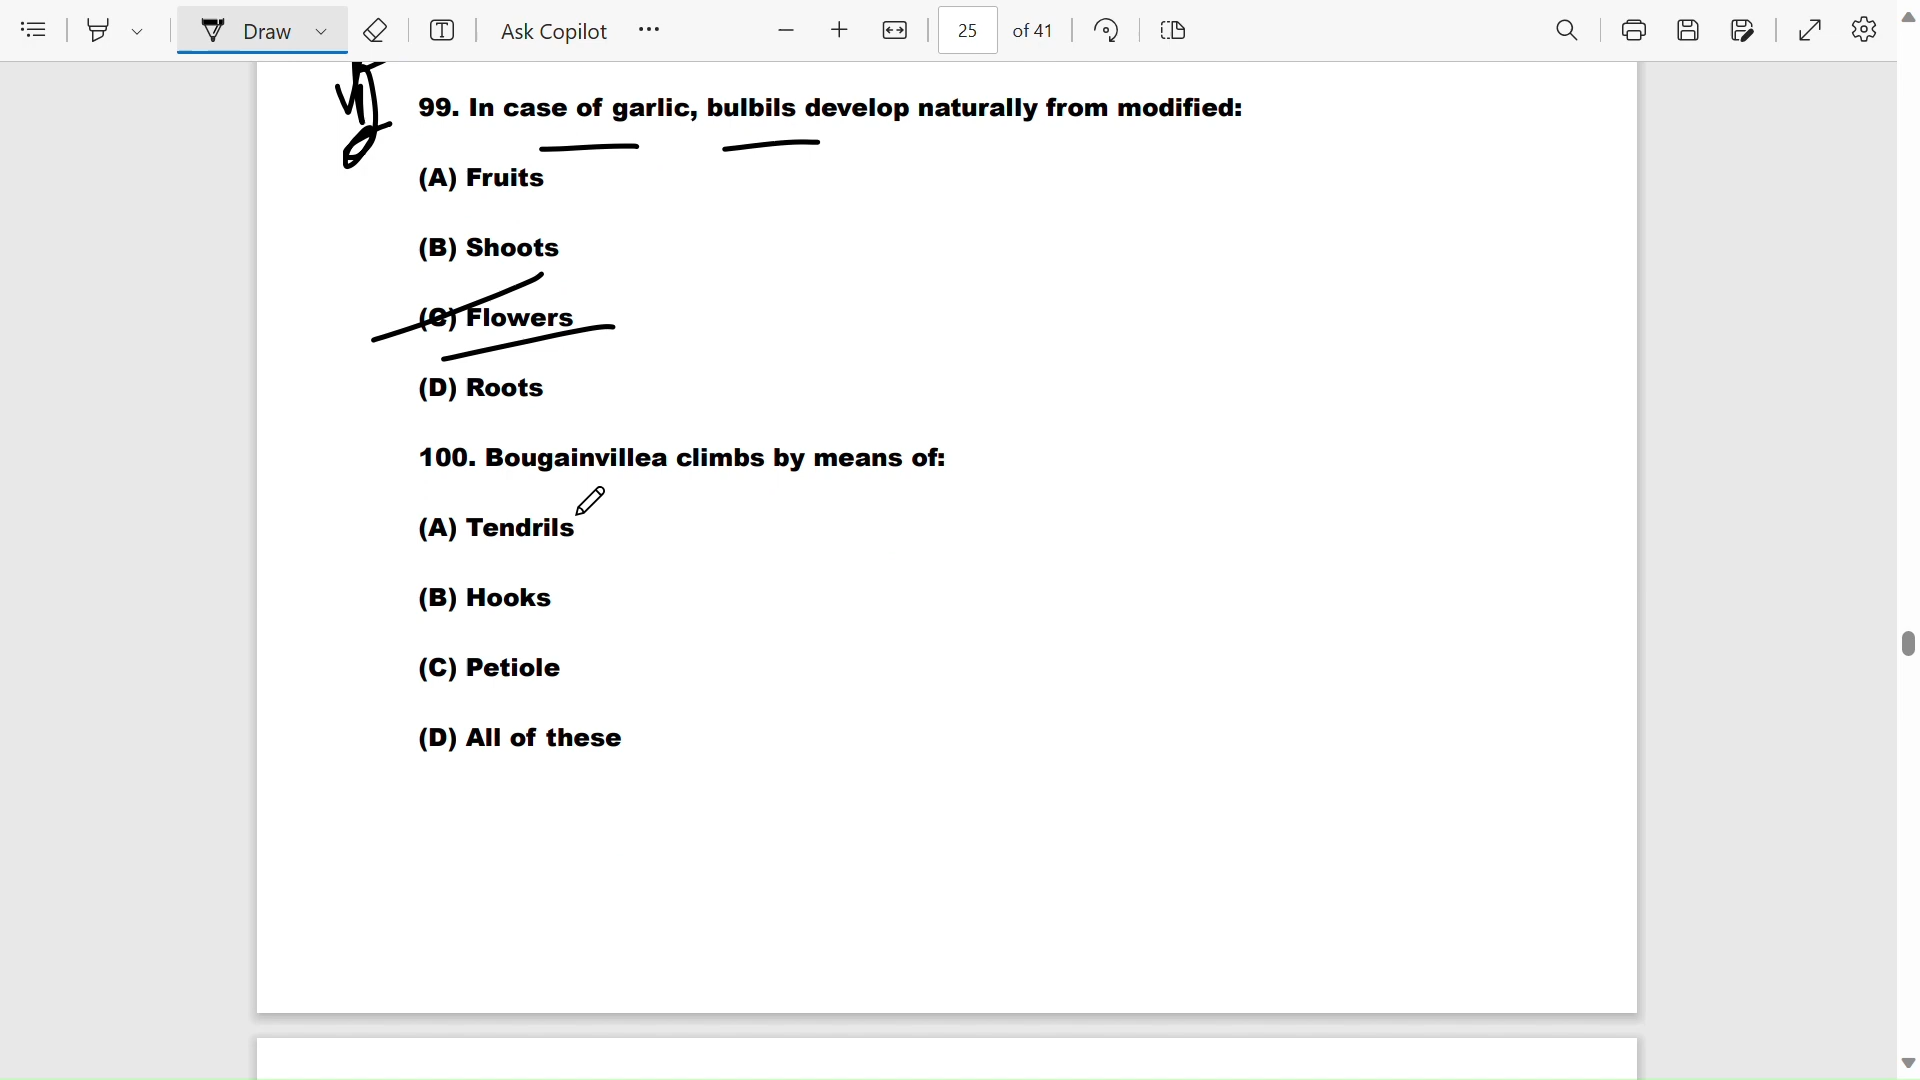 Draw
Ask Copilot
25 of 41
99. In case of garlic, bulbils develop naturally from modified:
(A) Fruits
(B) Shoots
(C) Flowers
(D) Roots
100. Bougainvillea climbs by means of:
(A) Tendrils
(B) Hooks
(C) Petiole
(D) All of these